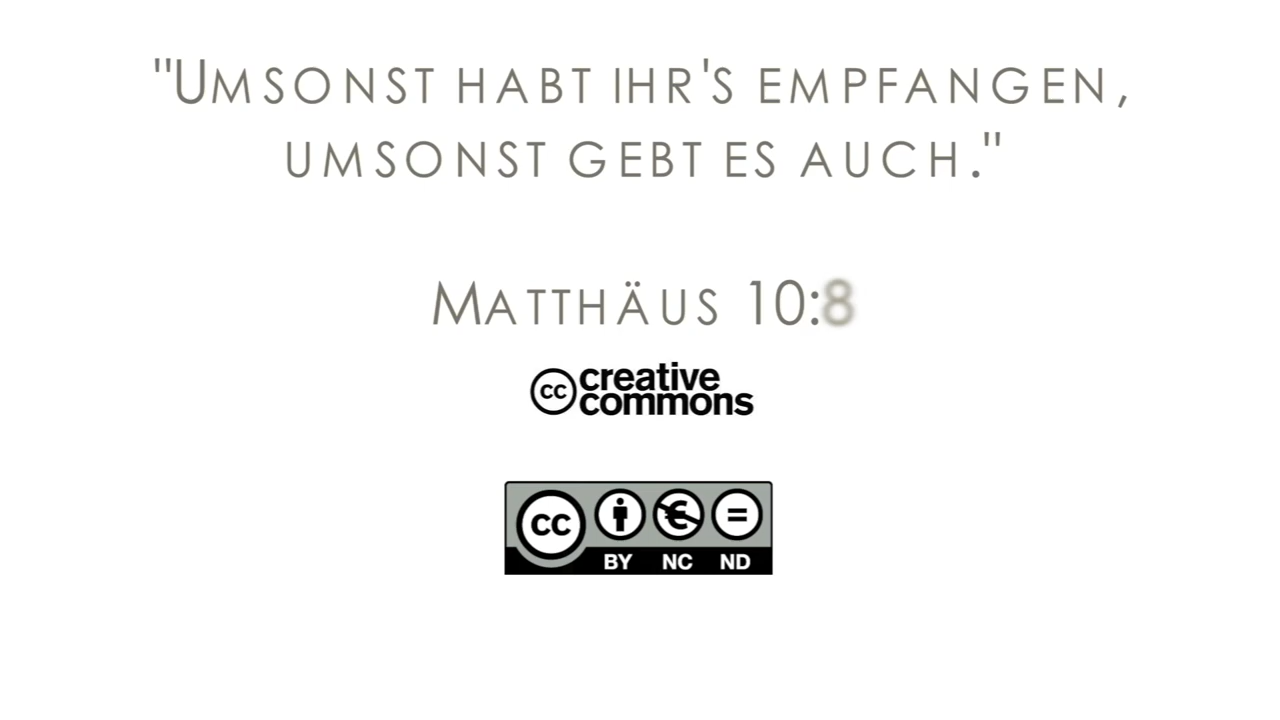 "Umsonst habt ihr's empfangen,
umsonst gebt es auch."
Matthäus 10:8
cc creative
commons
cc
BY NC ND